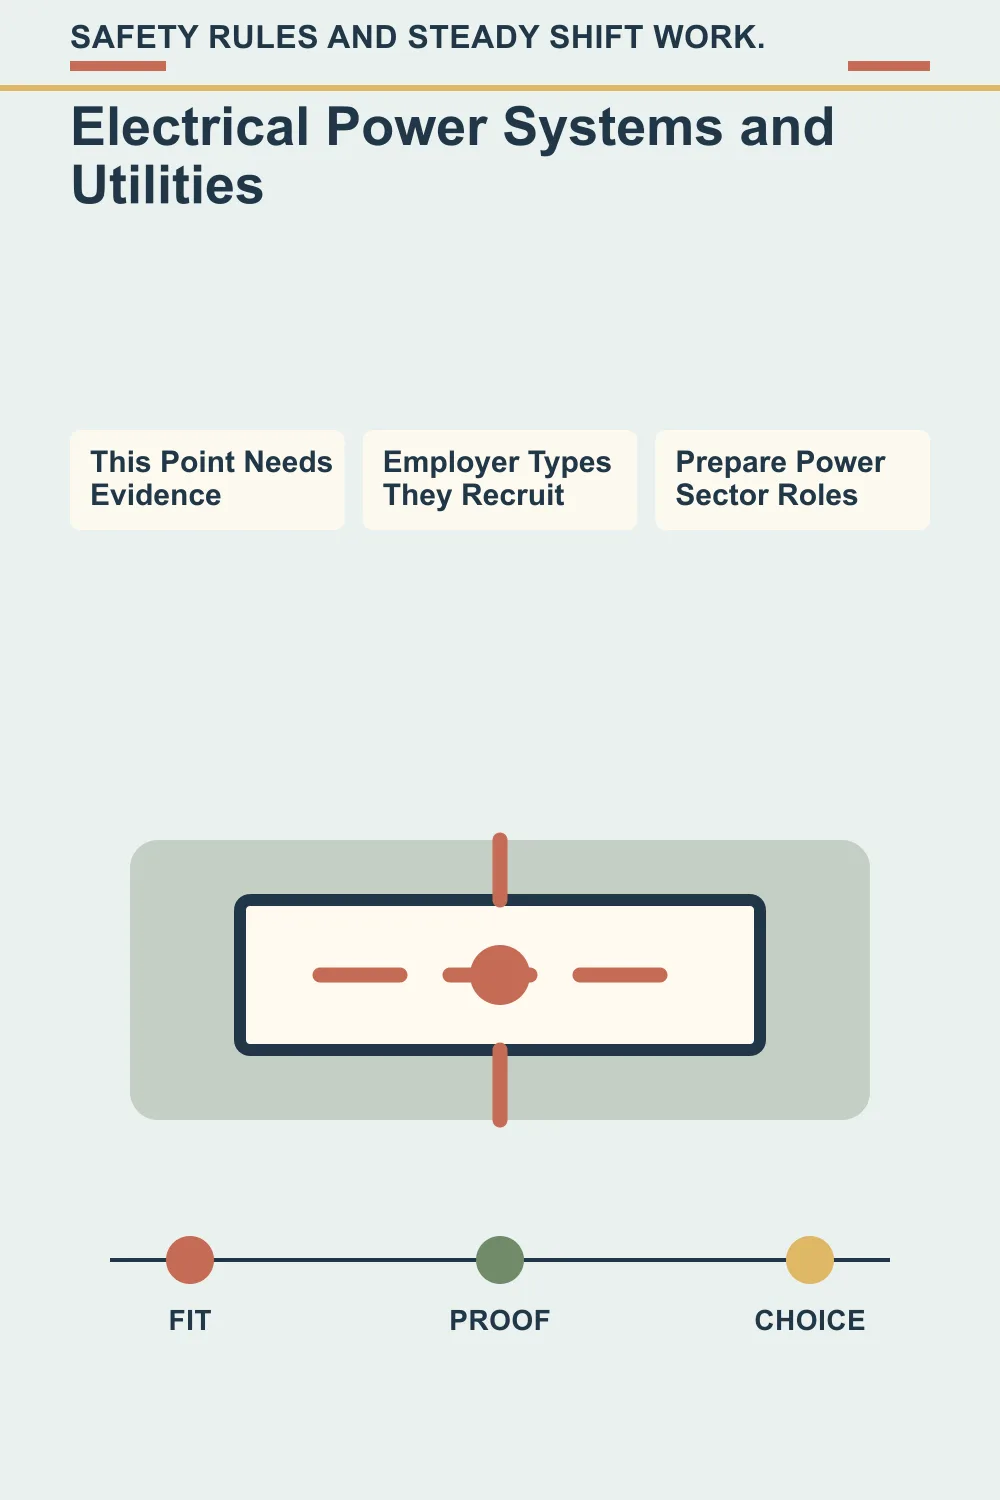 SAFETY RULES AND STEADY SHIFT WORK.
Electrical Power Systems and
Utilities
This Point Needs
Evidence
Employer Types
They Recruit
Prepare Power
Sector Roles
FIT
PROOF
CHOICE